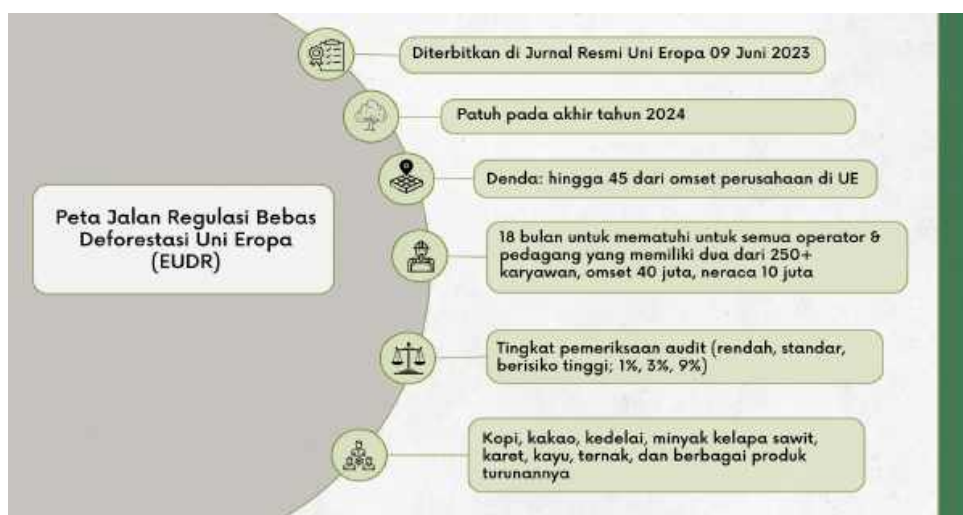 Peta Jalan Regulasi Bebas
Deforestasi Uni Eropa
(EUDR)
Diterbitkan di Jurnal Resmi Uni Eropa 09 Juni 2023
Patuh pada akhir tahun 2024
Denda: hingga 45 dari omset perusahaan di UE
18 bulan untuk mematuhi untuk semua operator &
pedagang yang memiliki dua dari 250+
karyawan, omset 40 juta, neraca 10 juta
Tingkat pemeriksaan audit (rendah, standar,
berisiko tinggi; 1%, 3%, 9%)
Kopi, kakao, kedelai, minyak kelapa sawit,
karet, kayu, ternak, dan berbagai produk
turunannya